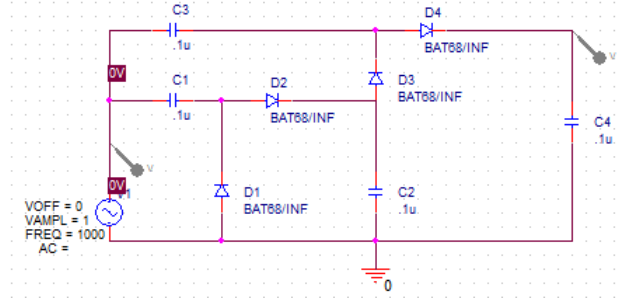 C3
.1u
D4
BAT68/INF
V
0V
C1
.1u
D2
BAT68/INF
D3
BAT68/INF
C4
.1u
V
0V
V1
VOFF = 0
VAMPL = 1
FREQ = 1000
AC =
D1
BAT68/INF
C2
.1u
0